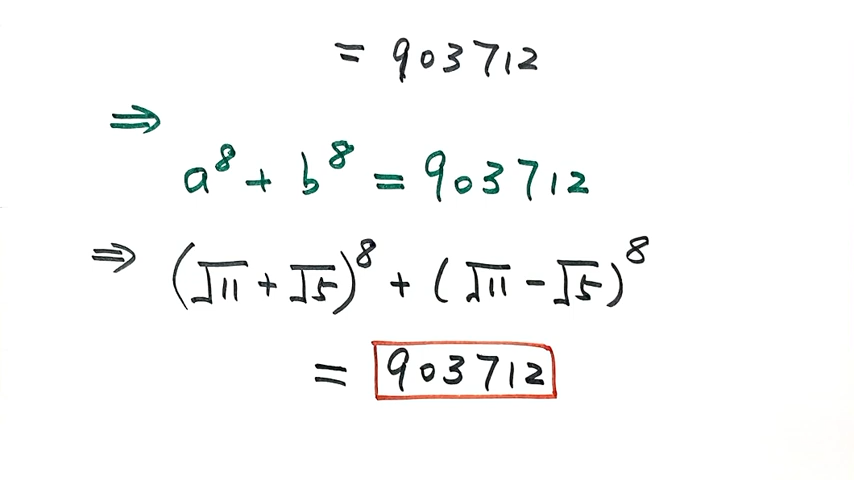 = 903712
⇒
a⁸ + b⁸ = 903712
⇒ (√11 + √5)⁸ + (√11 − √5)⁸
= 903712